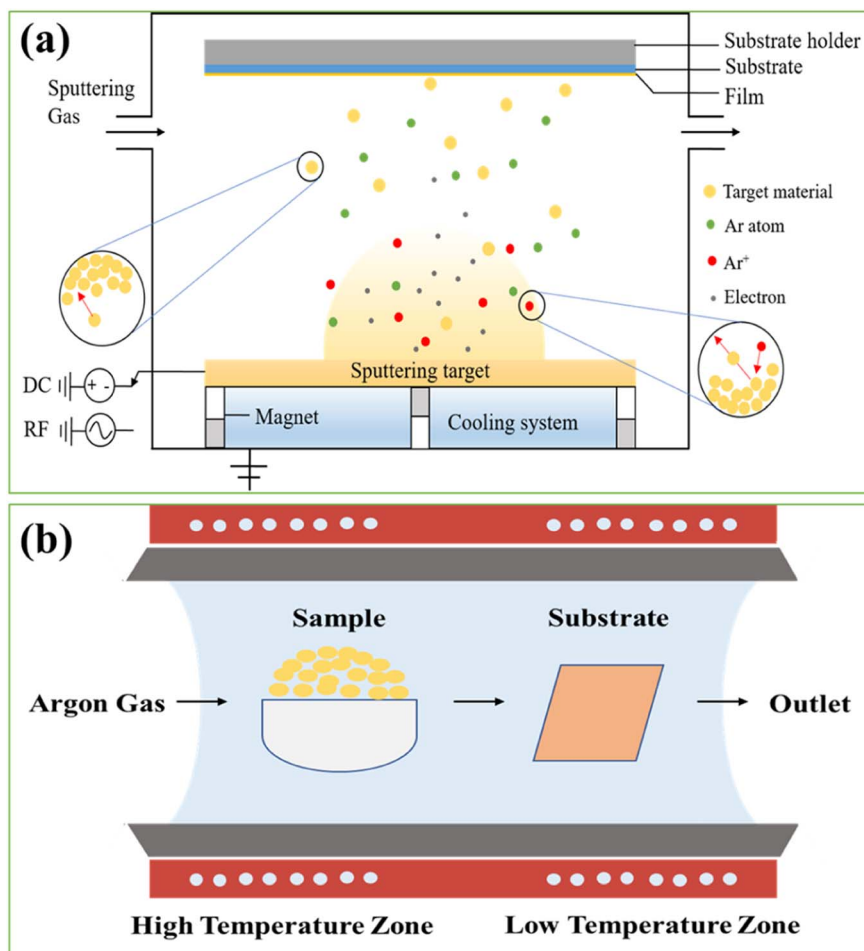 (a)
Substrate holder
Substrate
Film
Sputtering
Gas
Target material
Ar atom
Ar⁺
Electron
Sputtering target
DC
+ -
RF
Magnet
Cooling system
(b)
Sample
Substrate
Argon Gas
Outlet
High Temperature Zone
Low Temperature Zone